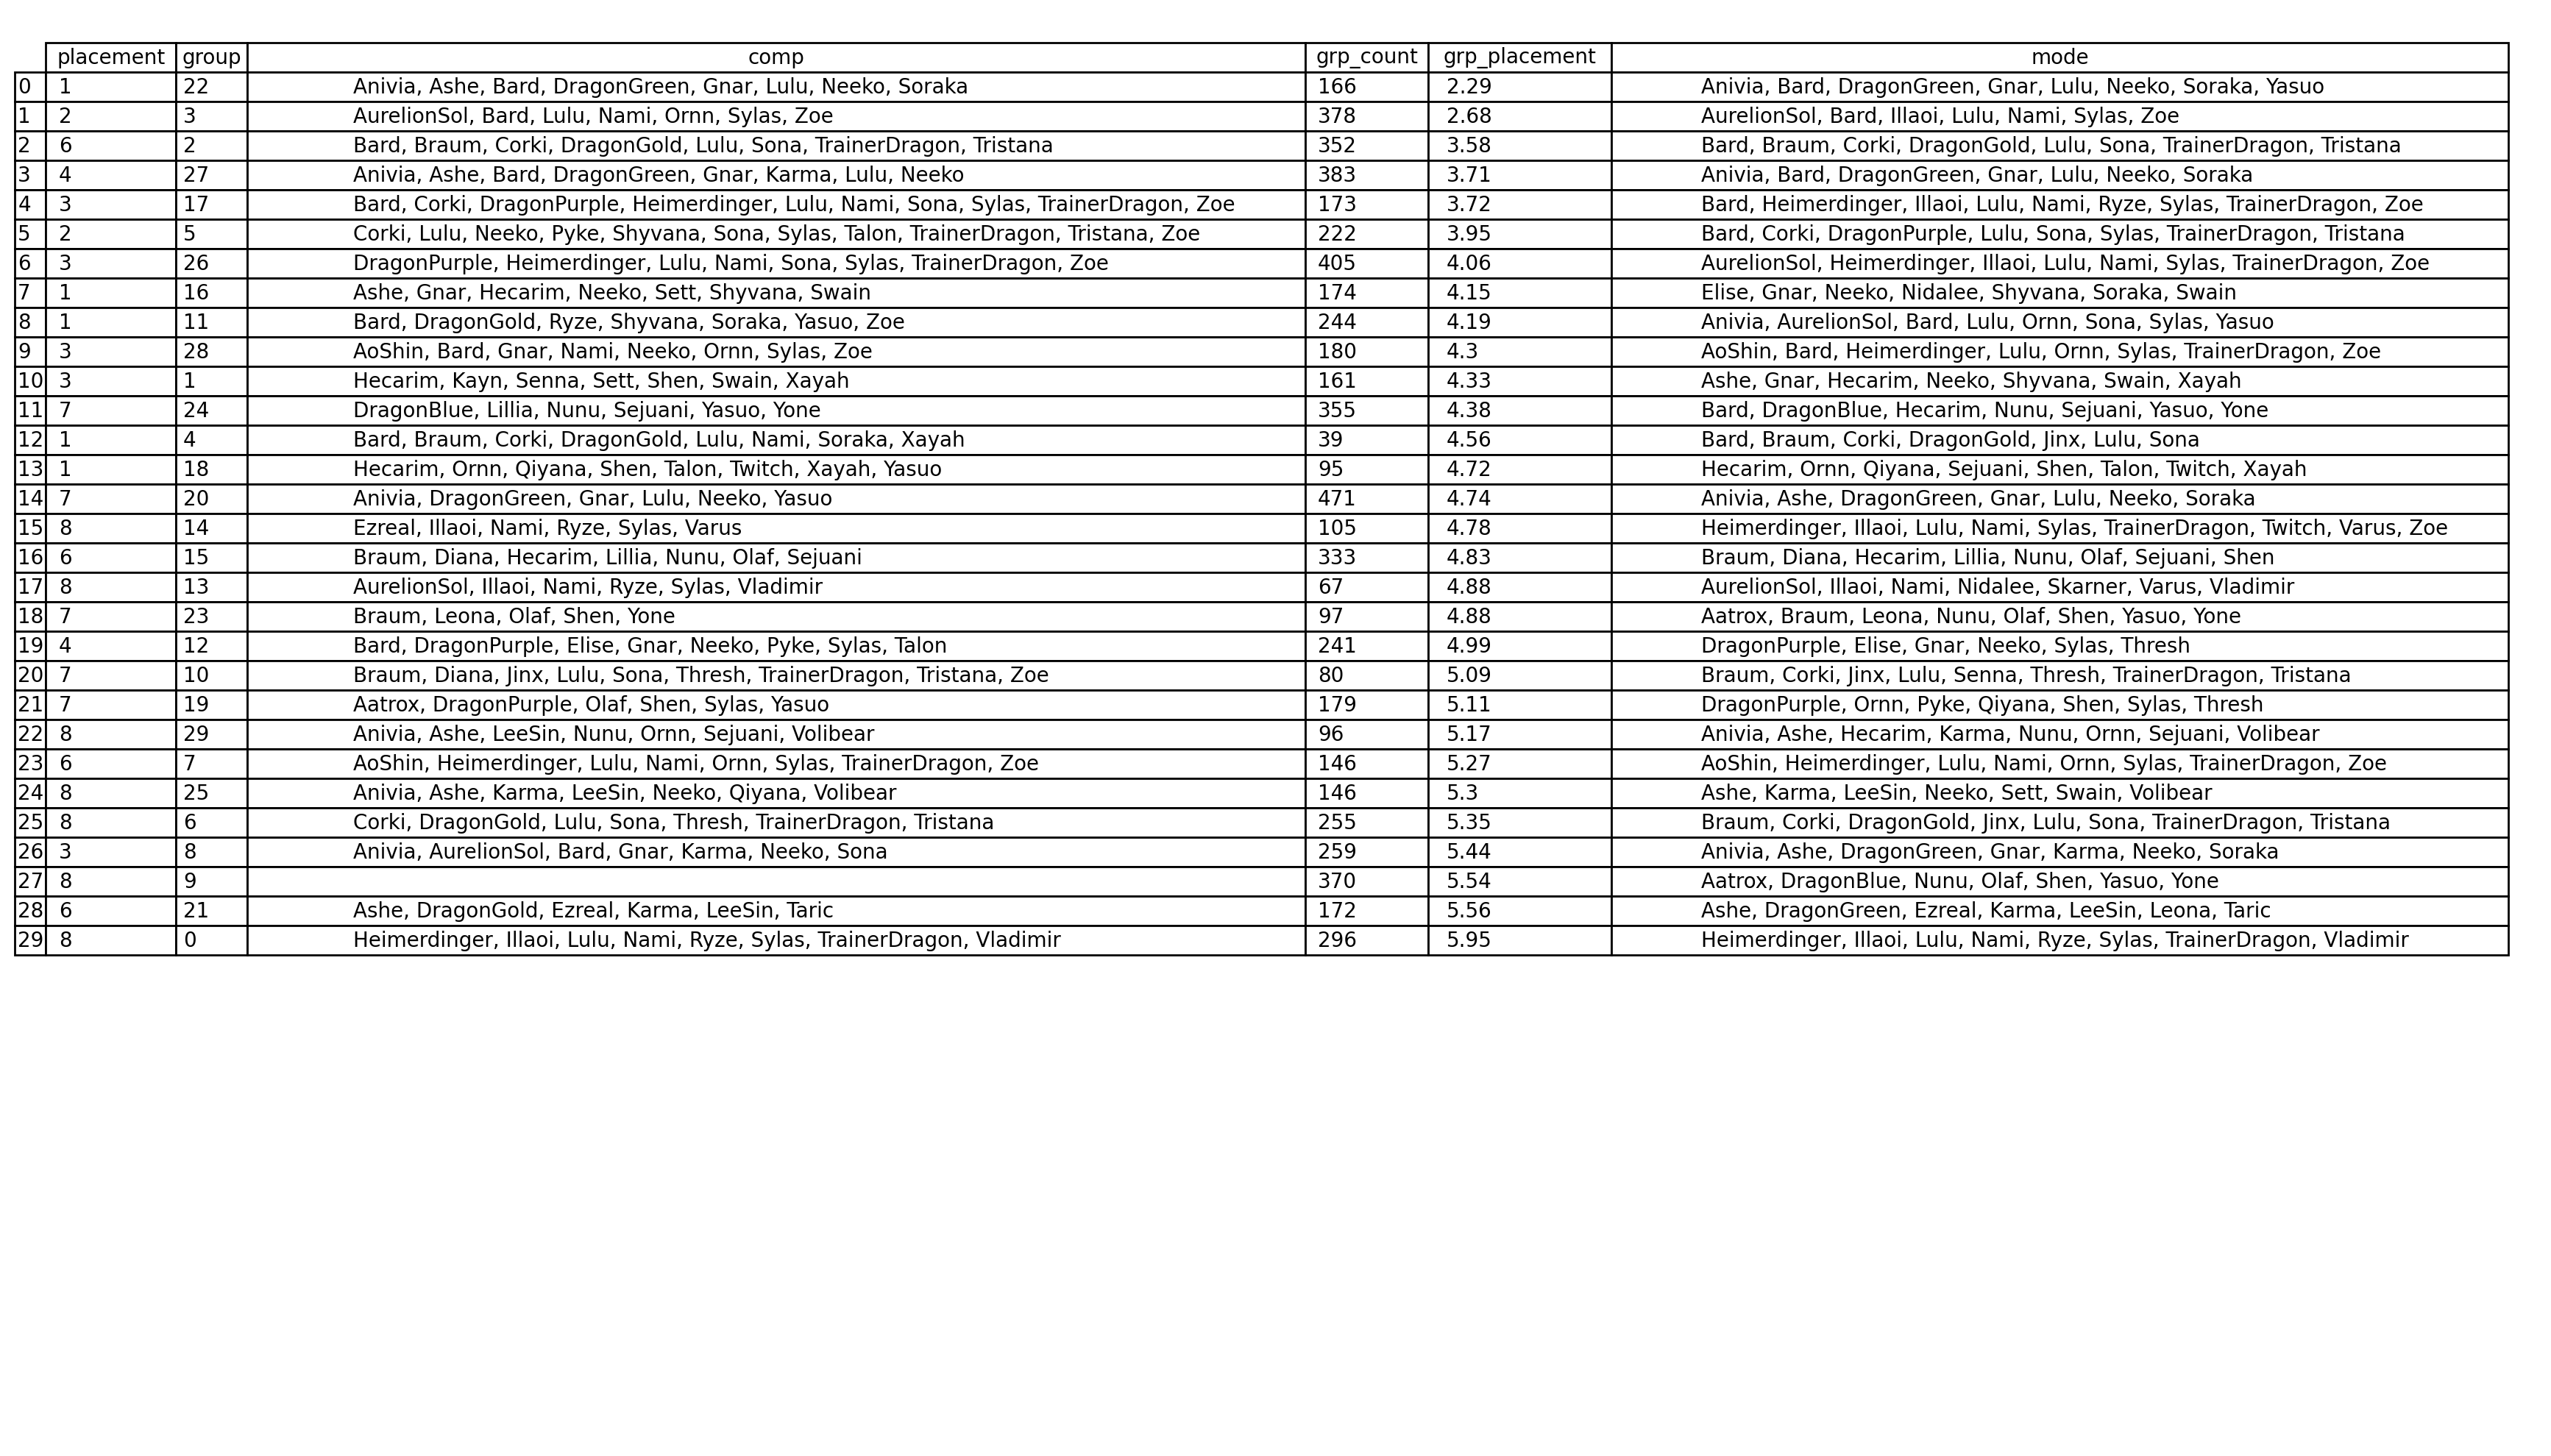 placement group comp grp_count grp_placement mode
0 1 22 Anivia, Ashe, Bard, DragonGreen, Gnar, Lulu, Neeko, Soraka 166 2.29 Anivia, Bard, DragonGreen, Gnar, Lulu, Neeko, Soraka, Yasuo
1 2 3 AurelionSol, Bard, Lulu, Nami, Ornn, Sylas, Zoe 378 2.68 AurelionSol, Bard, Illaoi, Lulu, Nami, Sylas, Zoe
2 6 2 Bard, Braum, Corki, DragonGold, Lulu, Sona, TrainerDragon, Tristana 352 3.58 Bard, Braum, Corki, DragonGold, Lulu, Sona, TrainerDragon, Tristana
3 4 27 Anivia, Ashe, Bard, DragonGreen, Gnar, Karma, Lulu, Neeko 383 3.71 Anivia, Bard, DragonGreen, Gnar, Lulu, Neeko, Soraka
4 3 17 Bard, Corki, DragonPurple, Heimerdinger, Lulu, Nami, Sona, Sylas, TrainerDragon, Zoe 173 3.72 Bard, Heimerdinger, Illaoi, Lulu, Nami, Ryze, Sylas, TrainerDragon, Zoe
5 2 5 Corki, Lulu, Neeko, Pyke, Shyvana, Sona, Sylas, Talon, TrainerDragon, Tristana, Zoe 222 3.95 Bard, Corki, DragonPurple, Lulu, Sona, Sylas, TrainerDragon, Tristana
6 3 26 DragonPurple, Heimerdinger, Lulu, Nami, Sona, Sylas, TrainerDragon, Zoe 405 4.06 AurelionSol, Heimerdinger, Illaoi, Lulu, Nami, Sylas, TrainerDragon, Zoe
7 1 16 Ashe, Gnar, Hecarim, Neeko, Sett, Shyvana, Swain 174 4.15 Elise, Gnar, Neeko, Nidalee, Shyvana, Soraka, Swain
8 1 11 Bard, DragonGold, Ryze, Shyvana, Soraka, Yasuo, Zoe 244 4.19 Anivia, AurelionSol, Bard, Lulu, Ornn, Sona, Sylas, Yasuo
9 3 28 AoShin, Bard, Gnar, Nami, Neeko, Ornn, Sylas, Zoe 180 4.3 AoShin, Bard, Heimerdinger, Lulu, Ornn, Sylas, TrainerDragon, Zoe
10 3 1 Hecarim, Kayn, Senna, Sett, Shen, Swain, Xayah 161 4.33 Ashe, Gnar, Hecarim, Neeko, Shyvana, Swain, Xayah
11 7 24 DragonBlue, Lillia, Nunu, Sejuani, Yasuo, Yone 355 4.38 Bard, DragonBlue, Hecarim, Nunu, Sejuani, Yasuo, Yone
12 1 4 Bard, Braum, Corki, DragonGold, Lulu, Nami, Soraka, Xayah 39 4.56 Bard, Braum, Corki, DragonGold, Jinx, Lulu, Sona
13 1 18 Hecarim, Ornn, Qiyana, Shen, Talon, Twitch, Xayah, Yasuo 95 4.72 Hecarim, Ornn, Qiyana, Sejuani, Shen, Talon, Twitch, Xayah
14 7 20 Anivia, DragonGreen, Gnar, Lulu, Neeko, Yasuo 471 4.74 Anivia, Ashe, DragonGreen, Gnar, Lulu, Neeko, Soraka
15 8 14 Ezreal, Illaoi, Nami, Ryze, Sylas, Varus 105 4.78 Heimerdinger, Illaoi, Lulu, Nami, Sylas, TrainerDragon, Twitch, Varus, Zoe
16 6 15 Braum, Diana, Hecarim, Lillia, Nunu, Olaf, Sejuani 333 4.83 Braum, Diana, Hecarim, Lillia, Nunu, Olaf, Sejuani, Shen
17 8 13 AurelionSol, Illaoi, Nami, Ryze, Sylas, Vladimir 67 4.88 AurelionSol, Illaoi, Nami, Nidalee, Skarner, Varus, Vladimir
18 7 23 Braum, Leona, Olaf, Shen, Yone 97 4.88 Aatrox, Braum, Leona, Nunu, Olaf, Shen, Yasuo, Yone
19 4 12 Bard, DragonPurple, Elise, Gnar, Neeko, Pyke, Sylas, Talon 241 4.99 DragonPurple, Elise, Gnar, Neeko, Sylas, Thresh
20 7 10 Braum, Diana, Jinx, Lulu, Sona, Thresh, TrainerDragon, Tristana, Zoe 80 5.09 Braum, Corki, Jinx, Lulu, Senna, Thresh, TrainerDragon, Tristana
21 7 19 Aatrox, DragonPurple, Olaf, Shen, Sylas, Yasuo 179 5.11 DragonPurple, Ornn, Pyke, Qiyana, Shen, Sylas, Thresh
22 8 29 Anivia, Ashe, LeeSin, Nunu, Ornn, Sejuani, Volibear 96 5.17 Anivia, Ashe, Hecarim, Karma, Nunu, Ornn, Sejuani, Volibear
23 6 7 AoShin, Heimerdinger, Lulu, Nami, Ornn, Sylas, TrainerDragon, Zoe 146 5.27 AoShin, Heimerdinger, Lulu, Nami, Ornn, Sylas, TrainerDragon, Zoe
24 8 25 Anivia, Ashe, Karma, LeeSin, Neeko, Qiyana, Volibear 146 5.3 Ashe, Karma, LeeSin, Neeko, Sett, Swain, Volibear
25 8 6 Corki, DragonGold, Lulu, Sona, Thresh, TrainerDragon, Tristana 255 5.35 Braum, Corki, DragonGold, Jinx, Lulu, Sona, TrainerDragon, Tristana
26 3 8 Anivia, AurelionSol, Bard, Gnar, Karma, Neeko, Sona 259 5.44 Anivia, Ashe, DragonGreen, Gnar, Karma, Neeko, Soraka
27 8 9 370 5.54 Aatrox, DragonBlue, Nunu, Olaf, Shen, Yasuo, Yone
28 6 21 Ashe, DragonGold, Ezreal, Karma, LeeSin, Taric 172 5.56 Ashe, DragonGreen, Ezreal, Karma, LeeSin, Leona, Taric
29 8 0 Heimerdinger, Illaoi, Lulu, Nami, Ryze, Sylas, TrainerDragon, Vladimir 296 5.95 Heimerdinger, Illaoi, Lulu, Nami, Ryze, Sylas, TrainerDragon, Vladimir